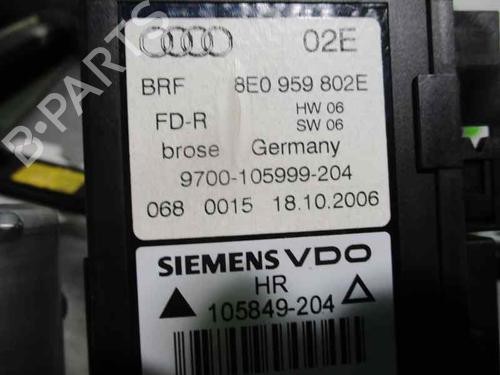 02E
BRF 8E0 959 802E
FD-R HW 06
SW 06
brose Germany
9700-105999-204
068 0015 18.10.2006
SIEMENS VDO
HR
105849-204
B-PARTS